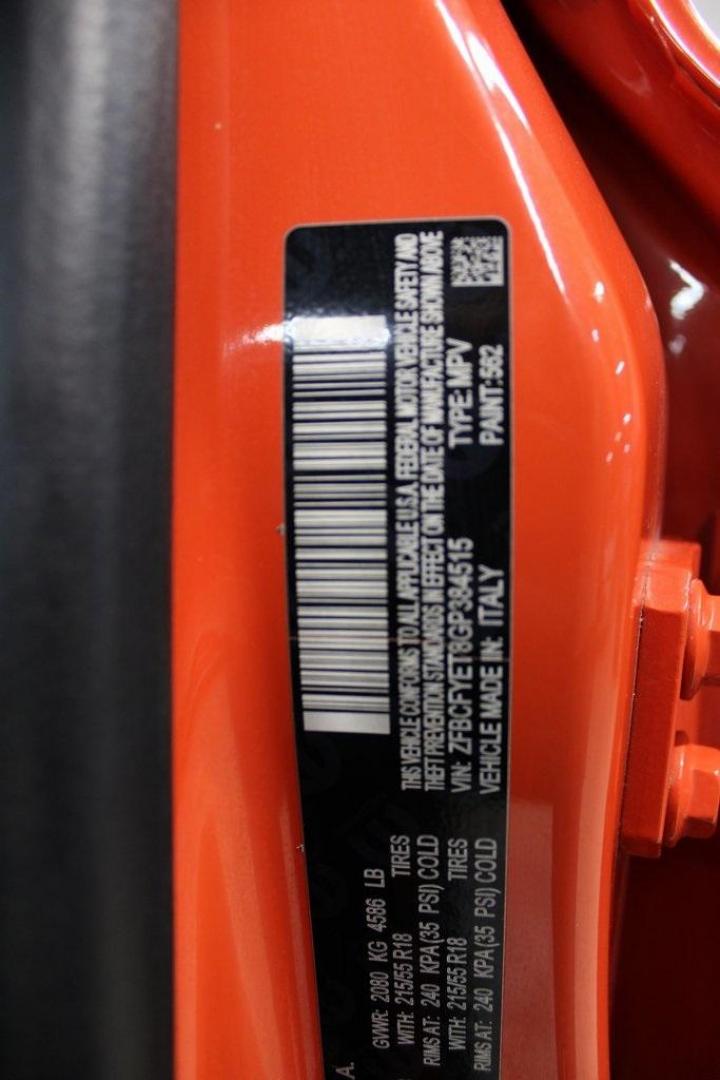 A.
GVWR: 2080 KG 4586 LB
WITH: 215/55 R18 TIRES
RIMS AT: 240 KPA(35 PSI) COLD
WITH: 215/55 R18 TIRES
RIMS AT: 240 KPA(35 PSI) COLD
THIS VEHICLE CONFORMS TO ALL APPLICABLE U.S.A. FEDERAL MOTOR VEHICLE SAFETY AND
THEFT PREVENTION STANDARDS IN EFFECT ON THE DATE OF MANUFACTURE SHOWN ABOVE
VIN: ZFBCFYET8GP384515 TYPE: MPV
VEHICLE MADE IN: ITALY PAINT: 562